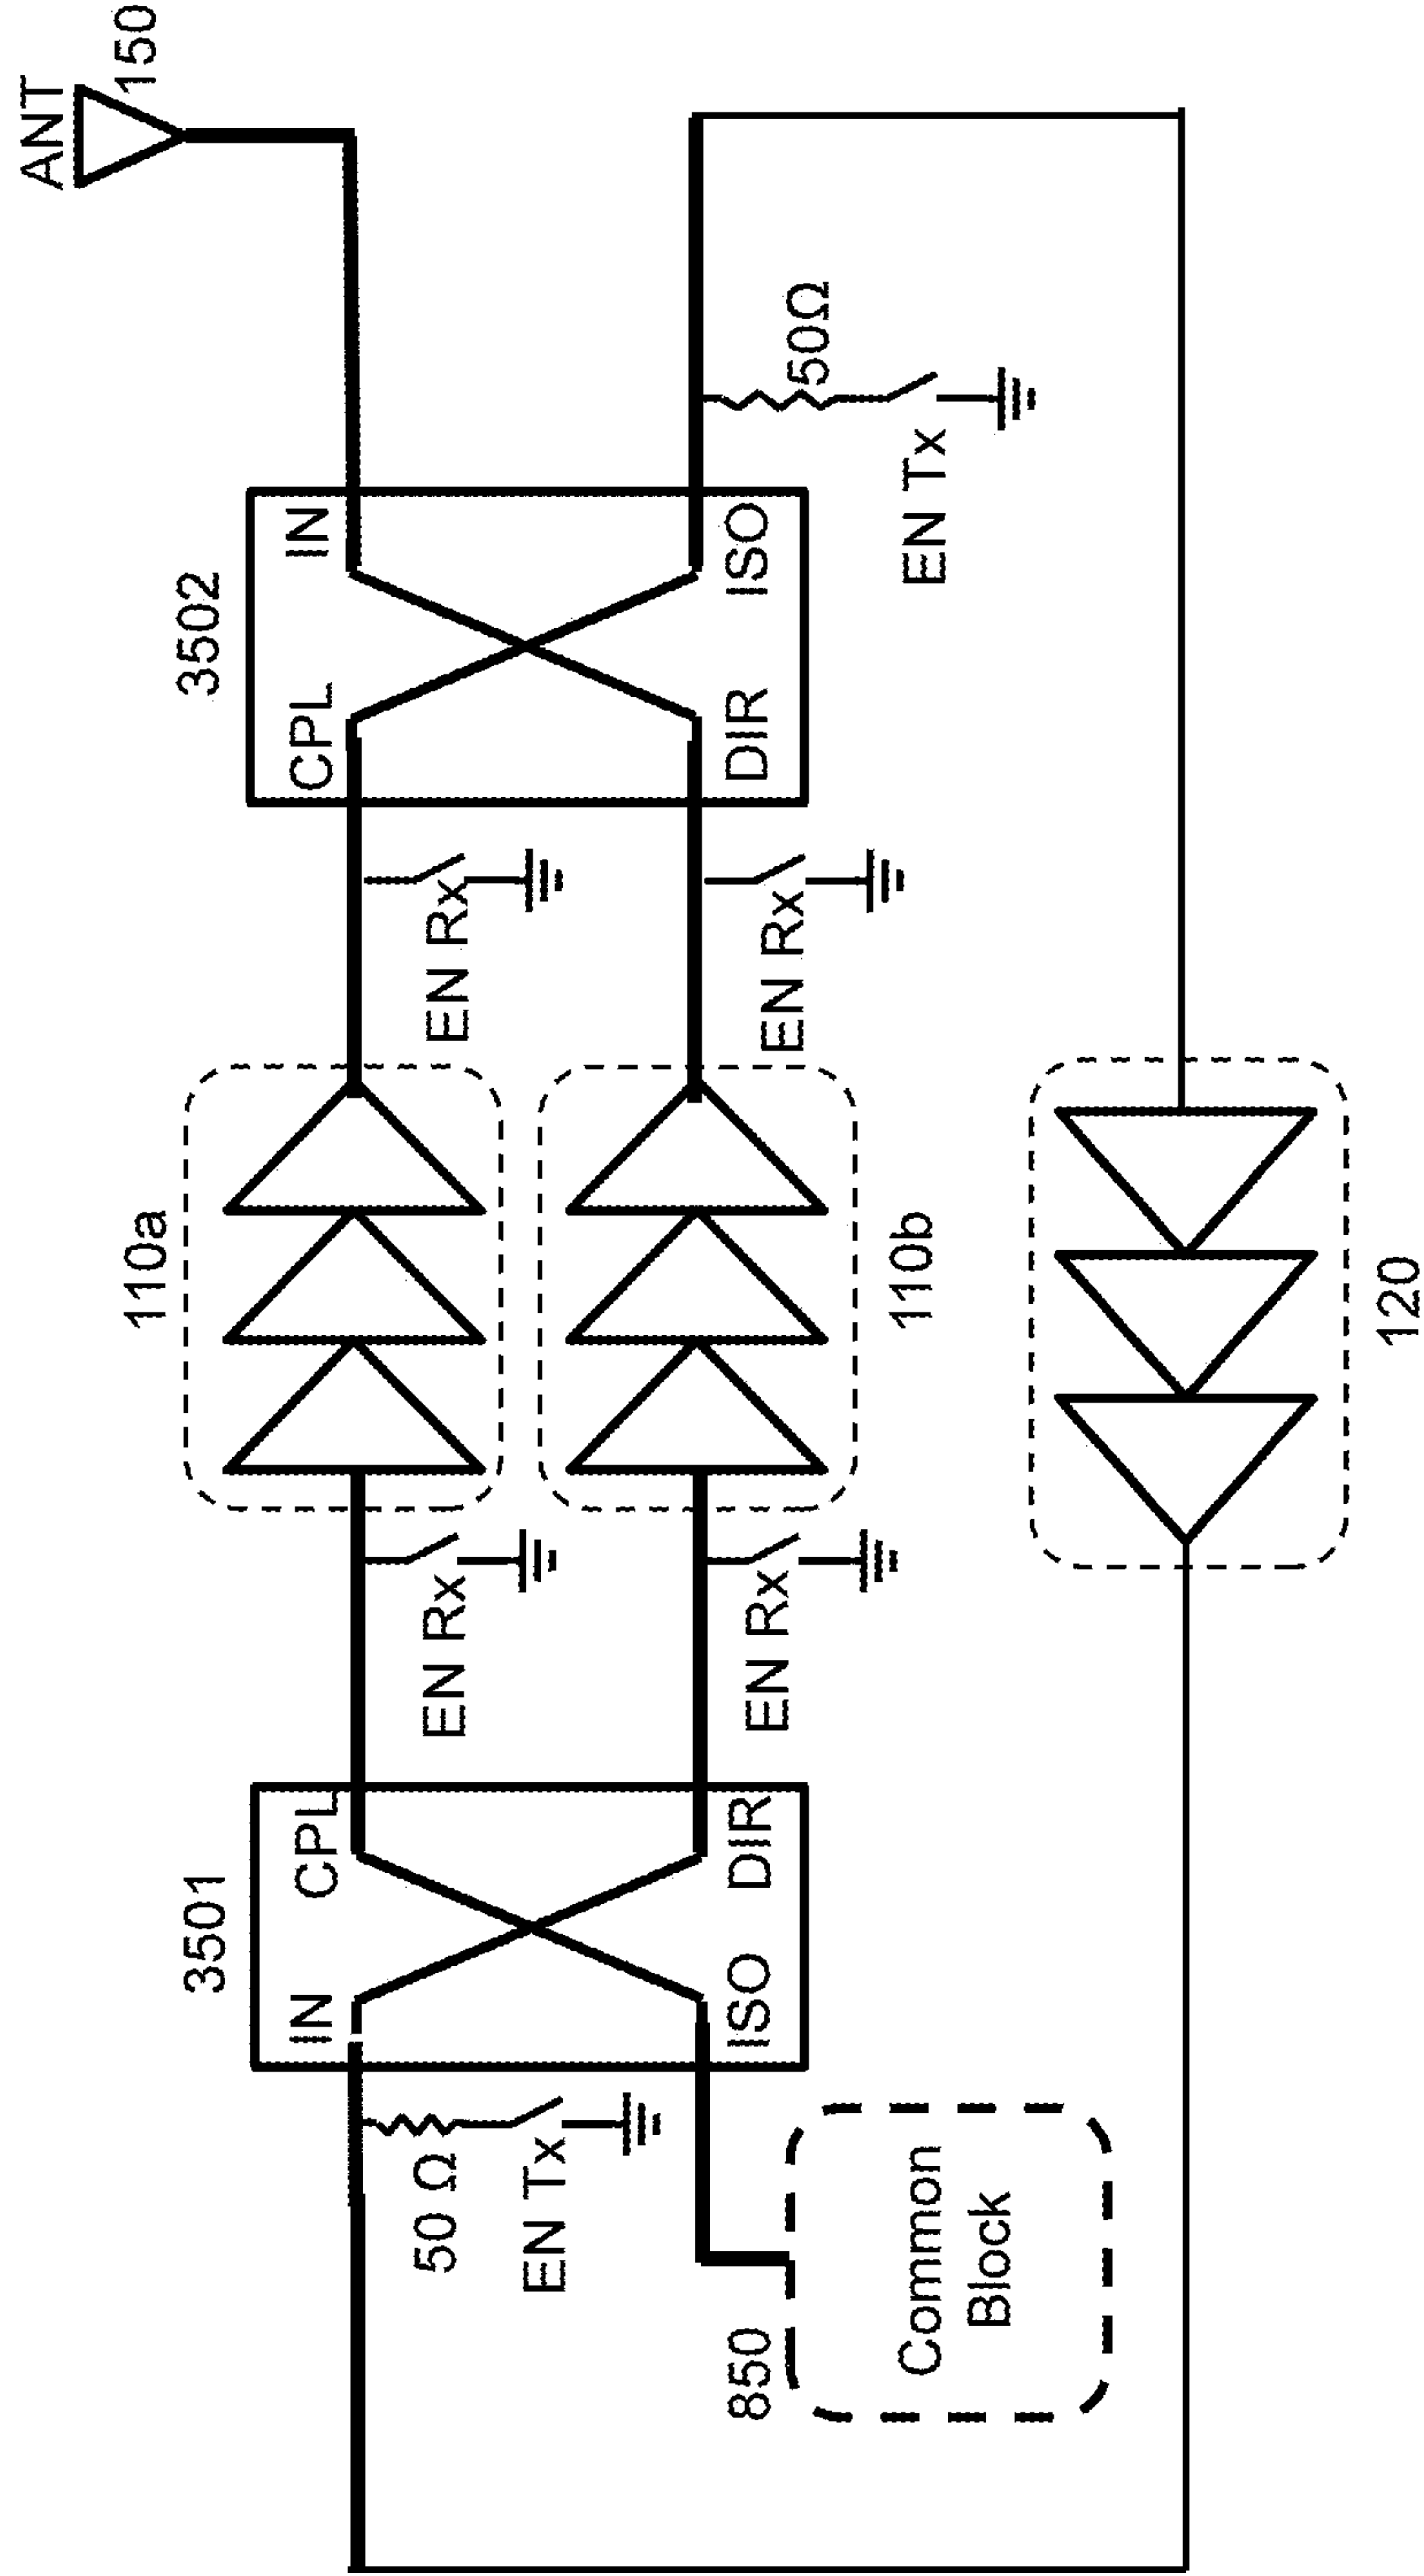 ANT
150
3501
3502
110a
IN
CPL
CPL
IN
50 Ω
EN Tx
EN Rx
EN Rx
ISO
DIR
DIR
ISO
50Ω
EN Rx
EN Rx
EN Tx
110b
850
Common
Block
120